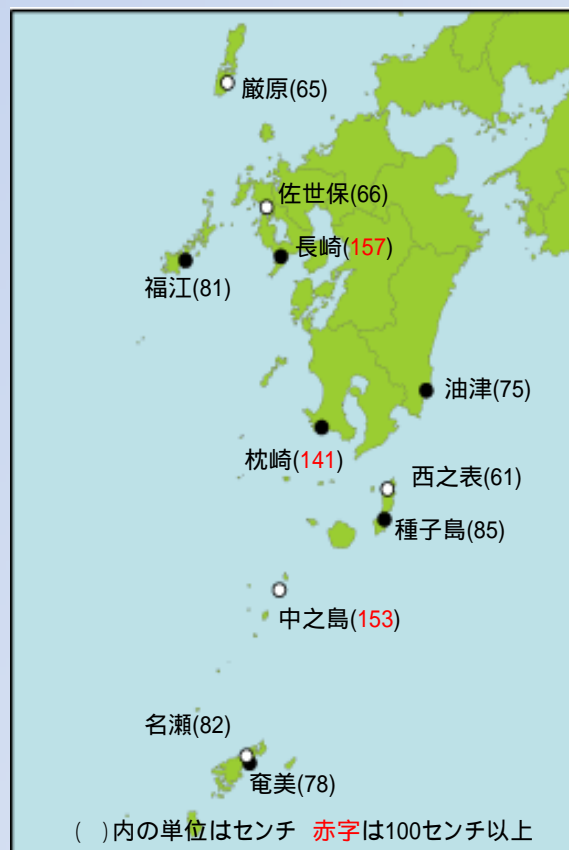 厳原(65)
佐世保(66)
長崎(157)
福江(81)
油津(75)
枕崎(141)
西之表(61)
種子島(85)
中之島(153)
名瀬(82)
奄美(78)
(　)内の単位はセンチ　赤字は100センチ以上